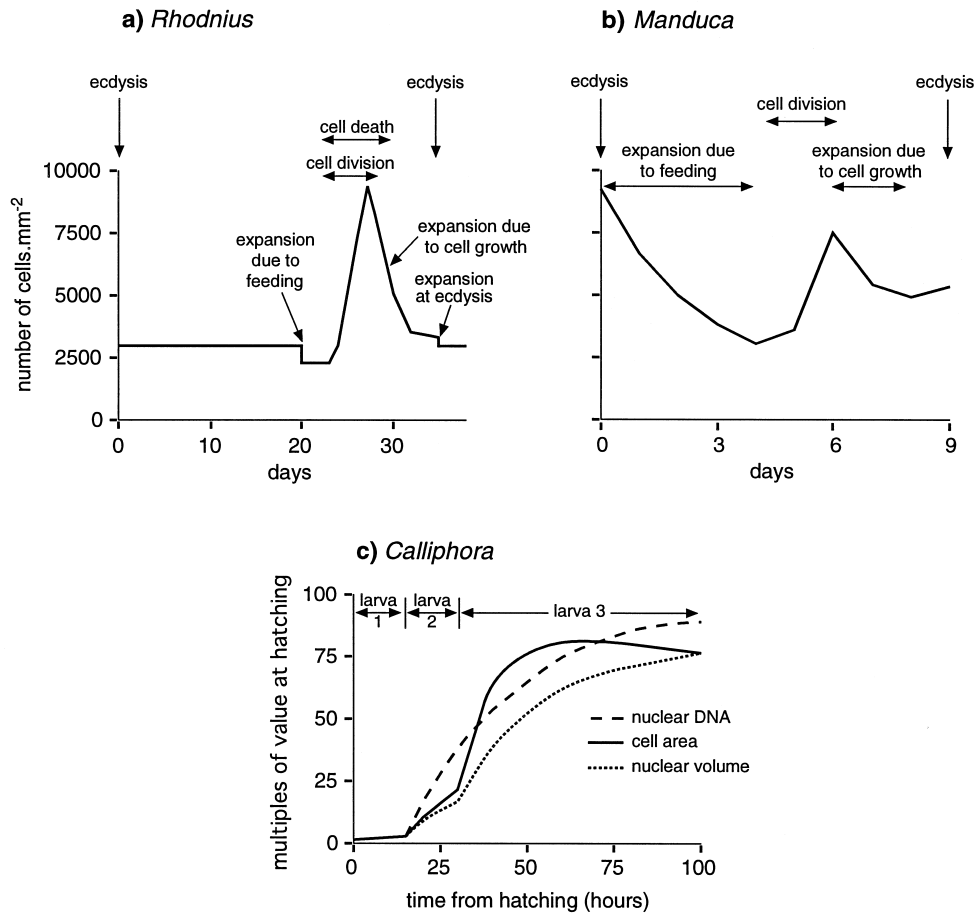 a) Rhodnius
b) Manduca
ecdysis
ecdysis
cell death
cell division
expansion
due to
feeding
expansion due
to cell growth
expansion
at ecdysis
number of cells.mm-2
10000
7500
5000
2500
0
0
10
20
30
days
ecdysis
ecdysis
cell division
expansion due
to feeding
expansion due
to cell growth
0
3
6
9
days
c) Calliphora
multiples of value at hatching
100
75
50
25
0
larva
1
larva
2
larva 3
nuclear DNA
cell area
nuclear volume
0
25
50
75
100
time from hatching (hours)